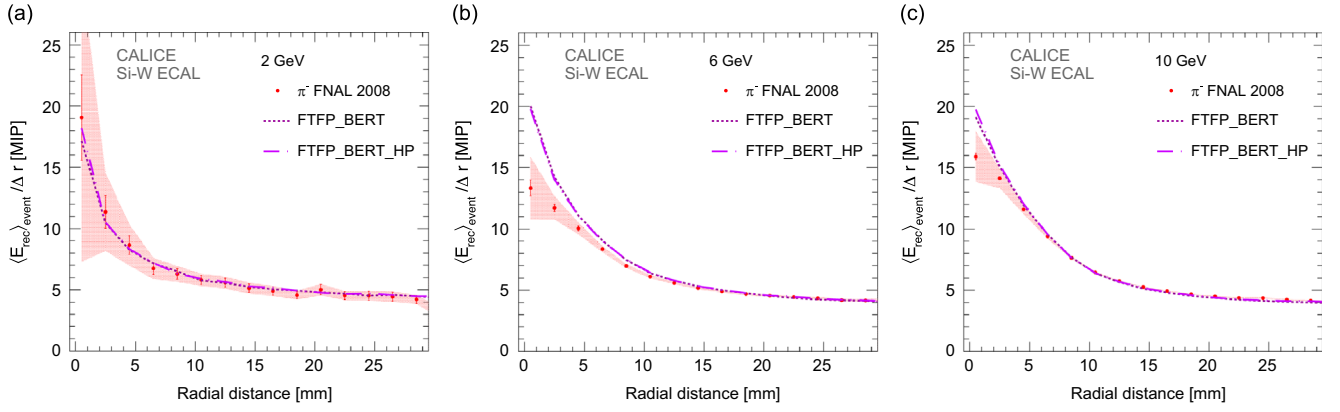 (a)
CALICE
Si-W ECAL
2 GeV
π⁻ FNAL 2008
FTFP_BERT
FTFP_BERT_HP
⟨E_rec⟩_event /Δ r [MIP]
25
20
15
10
5
0
0 5 10 15 20 25
Radial distance [mm]
(b)
CALICE
Si-W ECAL
6 GeV
π⁻ FNAL 2008
FTFP_BERT
FTFP_BERT_HP
⟨E_rec⟩_event /Δ r [MIP]
25
20
15
10
5
0
0 5 10 15 20 25
Radial distance [mm]
(c)
CALICE
Si-W ECAL
10 GeV
π⁻ FNAL 2008
FTFP_BERT
FTFP_BERT_HP
⟨E_rec⟩_event /Δ r [MIP]
25
20
15
10
5
0
0 5 10 15 20 25
Radial distance [mm]